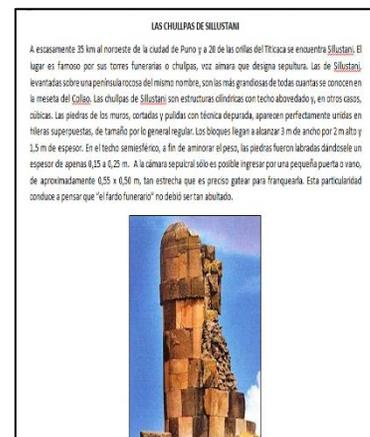 LAS CHULLPAS DE SILLUSTANI
A escasamente 35 km al noroeste de la ciudad de Puno y a 20 de las orillas del Titicaca se encuentra Sillustani. El
lugar es famoso por sus torres funerarias o chulpas, voz aimara que designa sepultura. Las de Sillustani,
levantadas sobre una península rocosa del mismo nombre, son las más grandiosas de todas cuantas se conocen en
la meseta del Collao. Las chullpas de Sillustani son estructuras cilíndricas con techo abovedado y, en otros casos,
cúbicas. Las piedras de los muros, cortadas y pulidas con técnica depurada, aparecen perfectamente unidas en
hileras superpuestas, de tamaño por lo general regular. Los bloques llegan a alcanzar 3 m de ancho por 2 m alto y
1,5 m de espesor. En el techo semiesférico, a fin de aminorar el peso, las piedras fueron labradas dándosele un
espesor de apenas 0,15 a 0,25 m. A la cámara sepulcral sólo es posible ingresar por una pequeña puerta o vano,
de aproximadamente 0,55 x 0,50 m, tan estrecha que es preciso gatear para franquearla. Esta particularidad
conduce a pensar que "el fardo funerario" no debió ser tan abultado.